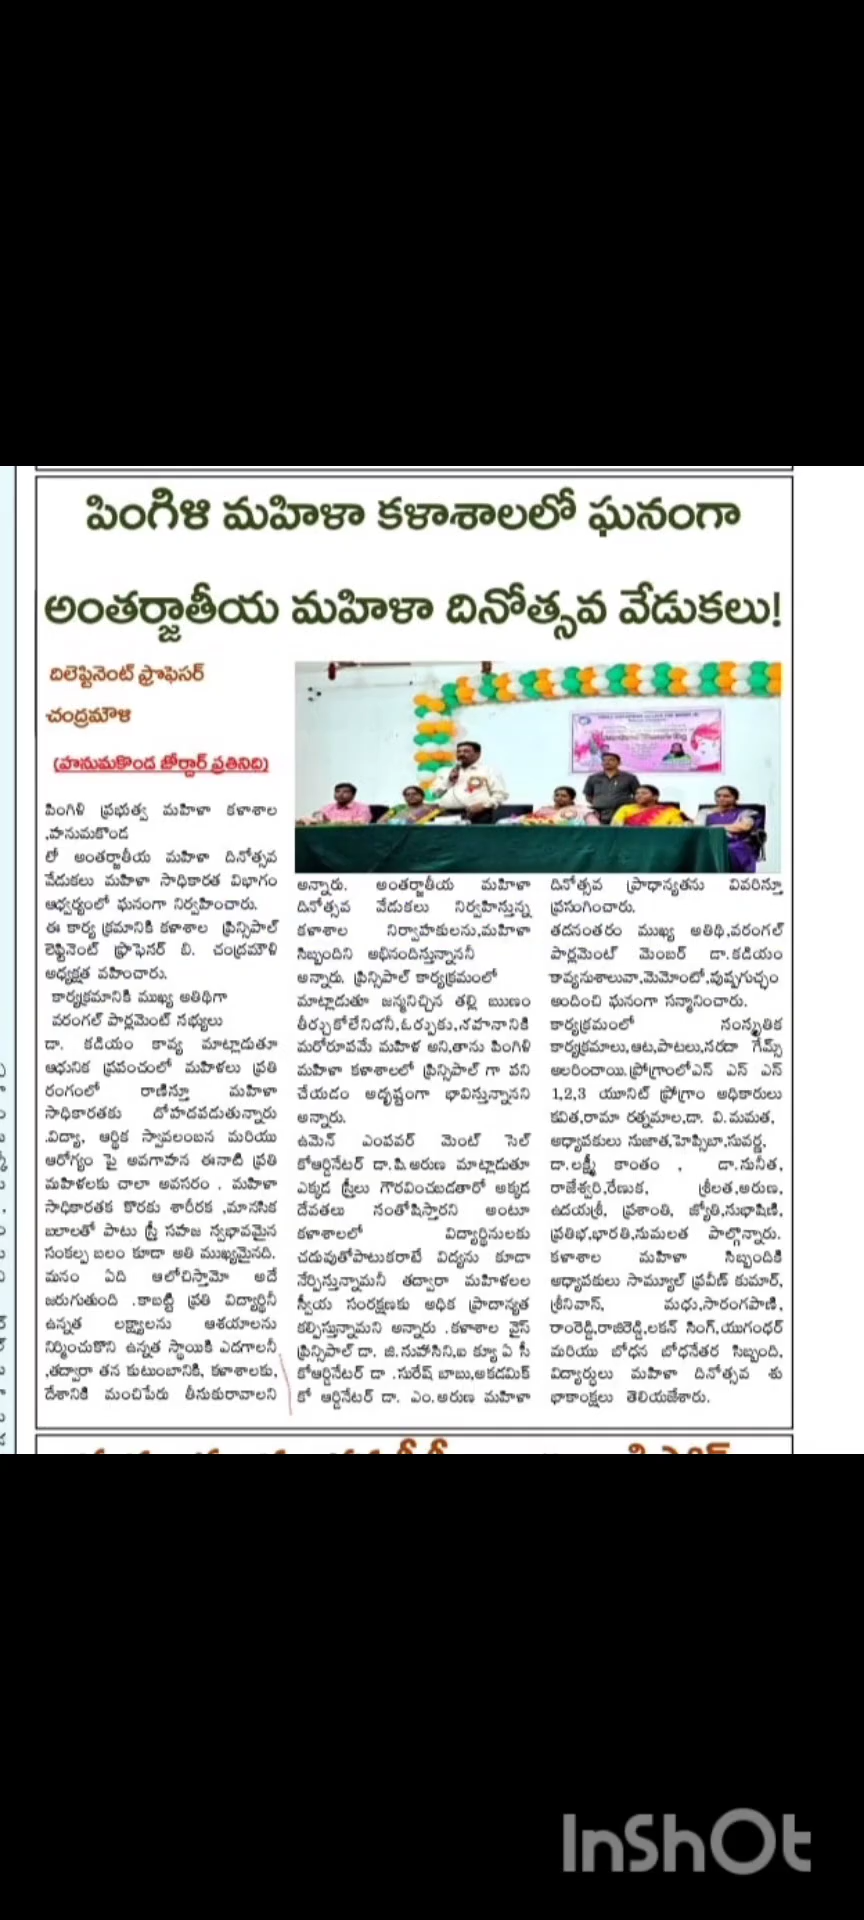 పింగిళి మహిళా కళాశాలలో ఘనంగా
అంతర్జాతీయ మహిళా దినోత్సవ వేడుకలు!
దిలెఫ్టినెంట్ ప్రొఫెసర్
చంద్రమౌళి
(హనుమకొండ జోర్దార్ ప్రతినిది)
పింగిళి ప్రభుత్వ మహిళా కళాశాల
,హనుమకొండ
లో అంతర్జాతీయ మహిళా దినోత్సవ
వేడుకలు మహిళా సాధికారత విభాగం
ఆధ్వర్యంలో ఘనంగా నిర్వహించారు.
ఈ కార్య క్రమానికి కళాశాల ప్రిన్సిపాల్
లెఫ్టినెంట్ ప్రొఫెసర్ బి. చంద్రమౌళి
అధ్యక్షత వహించారు.
కార్యక్రమానికి ముఖ్య అతిథిగా
వరంగల్ పార్లమెంట్ సభ్యులు
డా. కడియం కావ్య మాట్లాడుతూ
ఆధునిక ప్రపంచంలో మహిళలు ప్రతి
రంగంలో రాణిస్తూ మహిళా
సాధికారతకు దోహదపడుతున్నారు
.విద్యా, ఆర్థిక స్వావలంబన మరియు
ఆరోగ్యం పై అవగాహన ఈనాటి ప్రతి
మహిళలకు చాలా అవసరం . మహిళా
సాధికారతక కొరకు శారీరక ,మానసిక
బలాలతో పాటు స్త్రీ సహజ స్వభావమైన
సంకల్ప బలం కూడా అతి ముఖ్యమైనది.
మనం ఏది ఆలోచిస్తామో అదే
జరుగుతుంది .కాబట్టి ప్రతి విద్యార్థినీ
ఉన్నత లక్ష్యాలను ఆశయాలను
నిర్మించుకొని ఉన్నత స్థాయికి ఎదగాలనీ
,తద్వారా తన కుటుంబానికి, కళాశాలకు,
దేశానికి మంచిపేరు తీసుకురావాలని
అన్నారు. అంతర్జాతీయ మహిళా
దినోత్సవ వేడుకలు నిర్వహిస్తున్న
కళాశాల నిర్వాహకులను,మహిళా
సిబ్బందిని అభినందిస్తున్నాననీ
అన్నారు. ప్రిన్సిపాల్ కార్యక్రమంలో
మాట్లాడుతూ జన్మనిచ్చిన తల్లి ఋణం
తీర్చుకోలేనిదనీ,ఓర్పుకు,సహనానికి
మరోరూపమే మహిళ అని,తాను పింగిళి
మహిళా కళాశాలలో ప్రిన్సిపాల్ గా పని
చేయడం అదృష్టంగా భావిస్తున్నానని
అన్నారు.
ఉమెన్ ఎంపవర్ మెంట్ సెల్
కోఆర్డినేటర్ డా.షి.అరుణ మాట్లాడుతూ
ఎక్కడ స్త్రీలు గౌరవించబడతారో అక్కడ
దేవతలు సంతోషిస్తారని అంటూ
కళాశాలలో విద్యార్థినులకు
చదువుతోపాటుకరాటే విద్యను కూడా
నేర్పిస్తున్నామనీ తద్వారా మహిళలల
స్వీయ సంరక్షణకు అధిక ప్రాదాన్యత
కల్పిస్తున్నామని అన్నారు .కళాశాల వైస్
ప్రిన్సిపాల్ డా. జి.సుహాసిని,ఐ క్యూ ఏ సీ
కోఆర్డినేటర్ డా .సురేష్ బాబు,అకడమిక్
కో ఆర్డినేటర్ డా. ఎం.అరుణ మహిళా
దినోత్సవ ప్రాధాన్యతను వివరిస్తూ
ప్రసంగించారు.
తదనంతరం ముఖ్య అతిథి,వరంగల్
పార్లమెంట్ మెంబర్ డా.కడియం
కావ్యనుశాలువా,మెమోంటో,పుష్పగుచ్ఛం
అందించి ఘనంగా సన్మానించారు.
కార్యక్రమంలో సంస్కృతిక
కార్యక్రమాలు,ఆట,పాటలు,సరదా గేమ్స్
అలరించాయి.ప్రోగ్రాంలోఎన్ ఎస్ ఎస్
1,2,3 యూనిట్ ప్రోగ్రాం అధికారులు
కవిత,రామా రత్నమాల,డా. వి.మమత,
అధ్యాపకులు సుజాత,హెప్సిబా,సువర్ణ,
డా.లక్ష్మీ కాంతం , డా.సునీత,
రాజేశ్వరి,రేణుక, శ్రీలత,అరుణ,
ఉదయశ్రీ, ప్రశాంతి, జ్యోతి,సుభాషిణి,
ప్రతిభ,భారతి,సుమలత పాల్గొన్నారు.
కళాశాల మహిళా సిబ్బందికి
అధ్యాపకులు సామ్యూల్ ప్రవీణ్ కుమార్,
శ్రీనివాస్, మధు,సారంగపాణి,
రాంరెడ్డి,రాజిరెడ్డి,లకన్ సింగ్,యుగంధర్
మరియు బోధన బోధనేతర సిబ్బంది,
విద్యార్థులు మహిళా దినోత్సవ శు
భాకాంక్షలు తెలియజేశారు.
InShOt